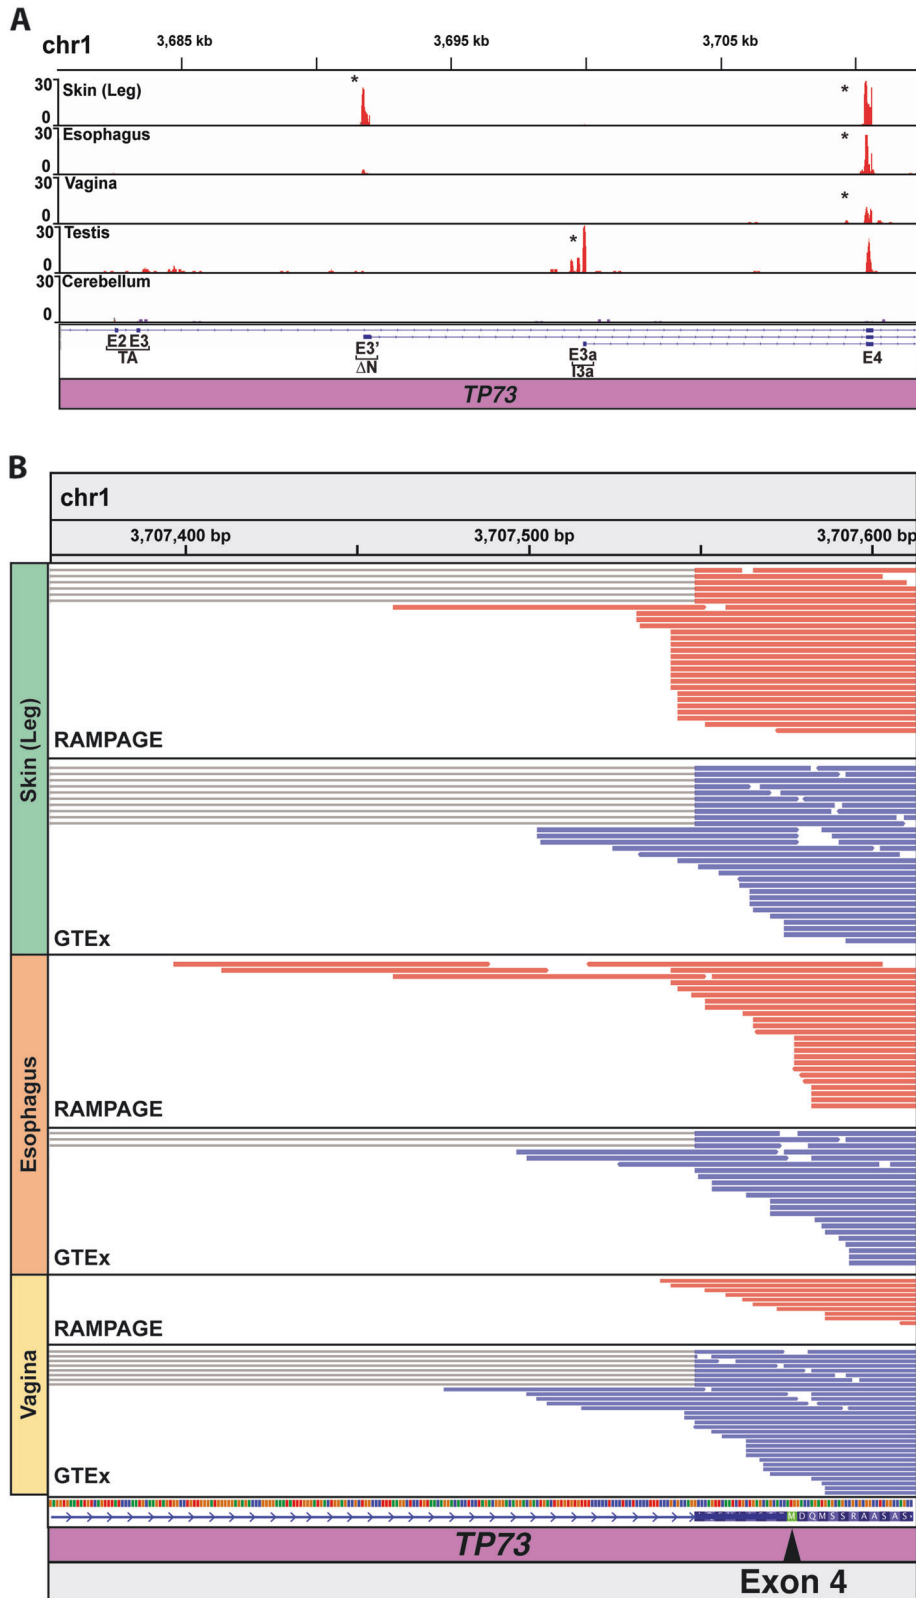 A
chr1
3,685 kb 3,695 kb 3,705 kb
30
0
Skin (Leg)
*
*
30
0
Esophagus
*
30
0
Vagina
*
30
0
Testis
*
30
0
Cerebellum
E2 E3 E3' E3a E4
TA ΔN I3a
TP73
B
chr1
3,707,400 bp 3,707,500 bp 3,707,600 bp
Skin (Leg)
RAMPAGE
GTEx
Esophagus
RAMPAGE
GTEx
Vagina
RAMPAGE
GTEx
M D Q M S S R A A S A S
TP73
Exon 4